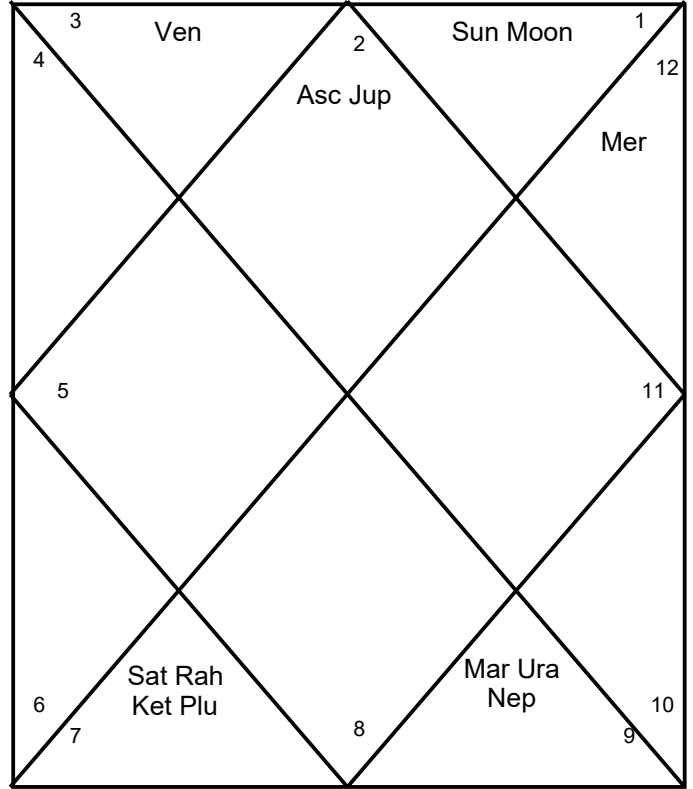 3 Ven
2
Sun Moon 1
4
12
Asc Jup
Mer
5
11
Sat Rah
Ket Plu
Mar Ura
Nep
6
7
8
9
10